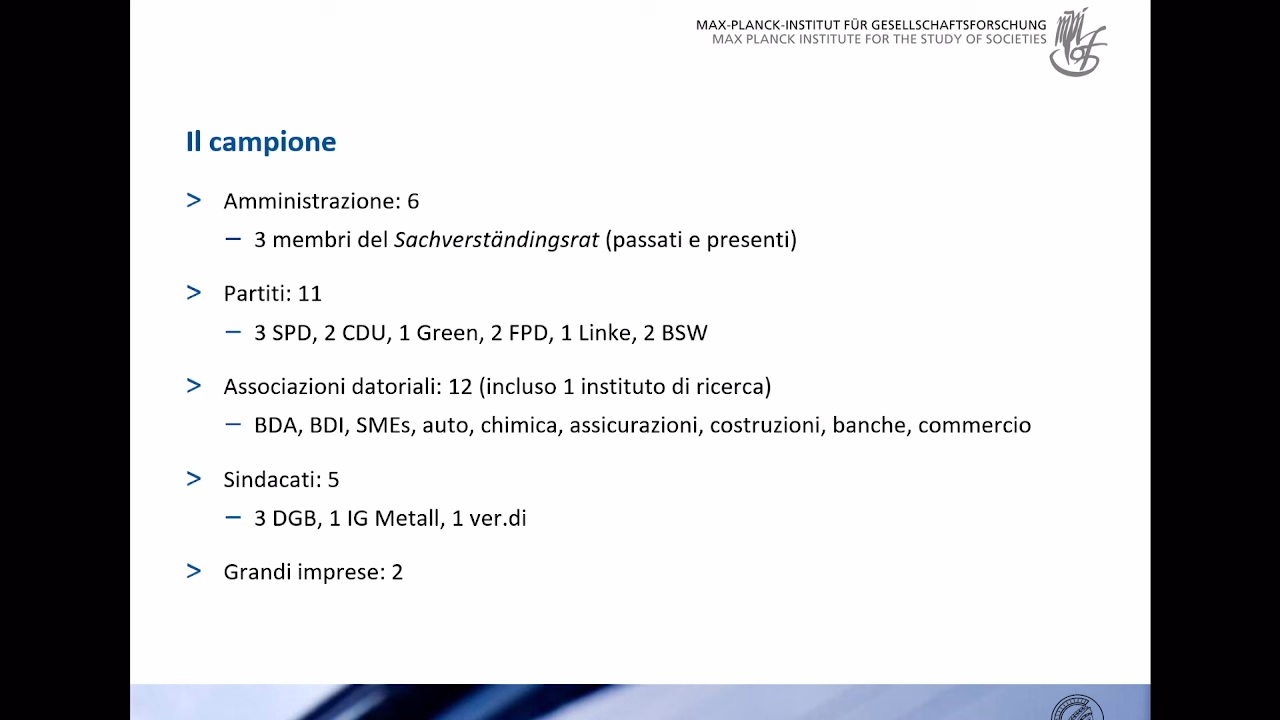 MAX-PLANCK-INSTITUT FÜR GESELLSCHAFTSFORSCHUNG
MAX PLANCK INSTITUTE FOR THE STUDY OF SOCIETIES
Il campione
> Amministrazione: 6
– 3 membri del Sachverständingsrat (passati e presenti)
> Partiti: 11
– 3 SPD, 2 CDU, 1 Green, 2 FPD, 1 Linke, 2 BSW
> Associazioni datoriali: 12 (incluso 1 instituto di ricerca)
– BDA, BDI, SMEs, auto, chimica, assicurazioni, costruzioni, banche, commercio
> Sindacati: 5
– 3 DGB, 1 IG Metall, 1 ver.di
> Grandi imprese: 2